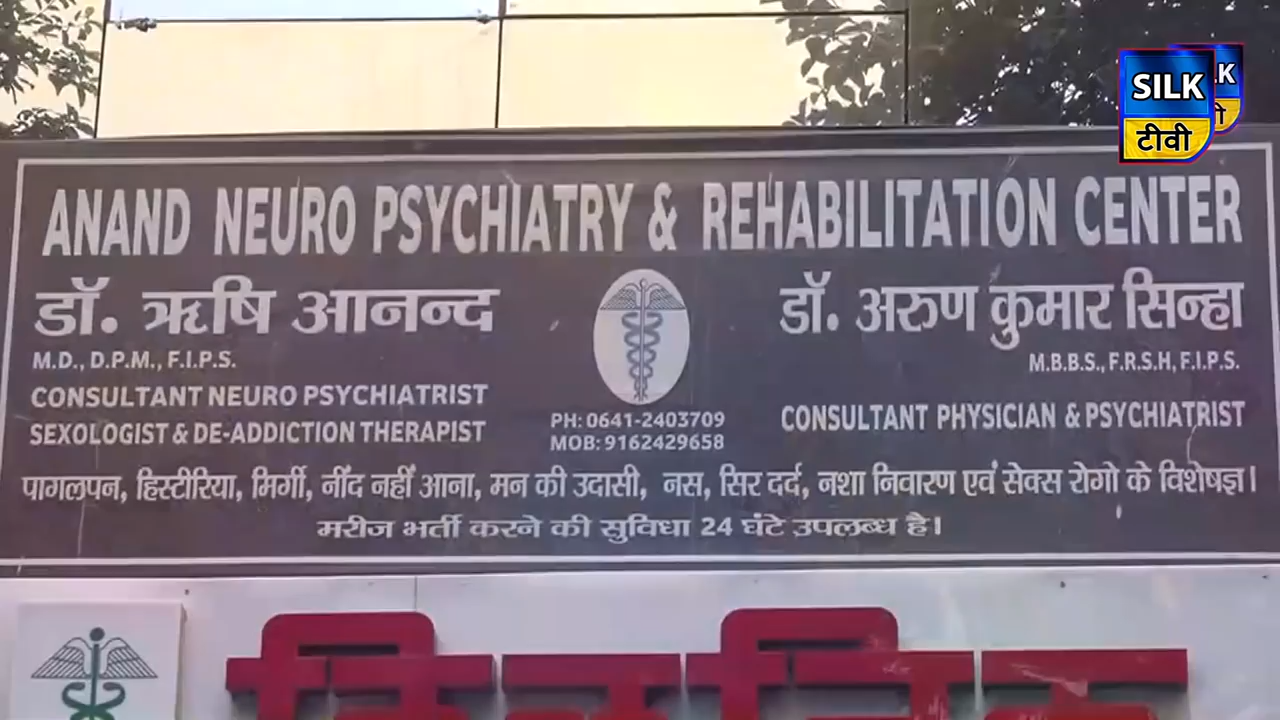 SILK
टीवी
ANAND NEURO PSYCHIATRY & REHABILITATION CENTER
डॉ. ऋषि आनन्द
M.D., D.P.M., F.I.P.S.
CONSULTANT NEURO PSYCHIATRIST
SEXOLOGIST & DE-ADDICTION THERAPIST
PH: 0641-2403709
MOB: 9162429658
डॉ. अरुण कुमार सिन्हा
M.B.B.S., F.R.S.H, F.I.P.S.
CONSULTANT PHYSICIAN & PSYCHIATRIST
पागलपन, हिस्टीरिया, मिर्गी, नींद नहीं आना, मन की उदासी, नस, सिर दर्द, नशा निवारण एवं सेक्स रोगो के विशेषज्ञ।
मरीज भर्ती करने की सुविधा 24 घंटे उपलब्ध है।